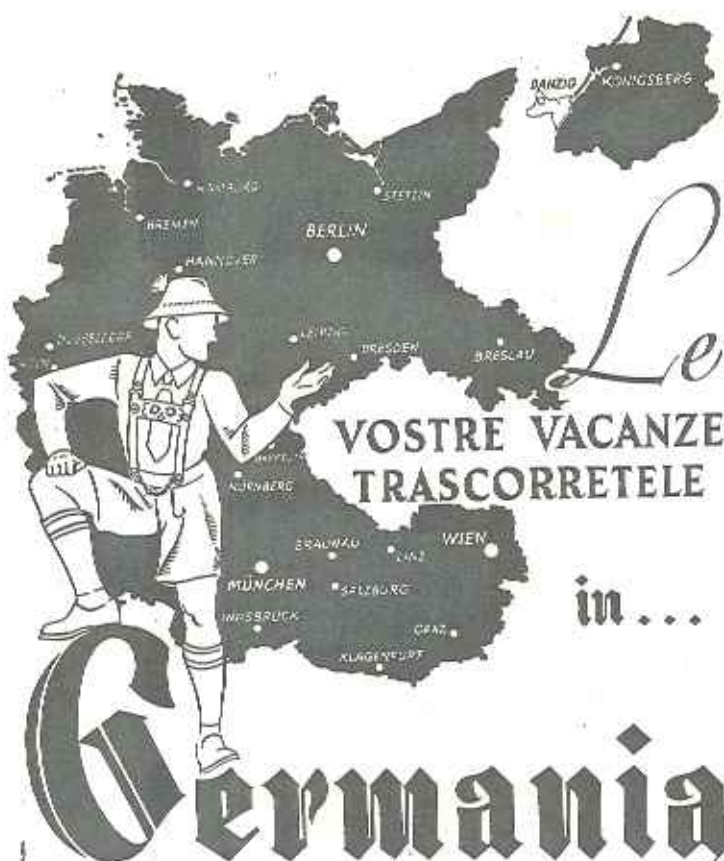 DANZIG
KÖNIGSBERG
HAMBURG
STETTIN
BREMEN
BERLIN
HANNOVER
LEIPZIG
DRESDEN
BRESLAU
Le
VOSTRE VACANZE
TRASCORRETELE
NÜRNBERG
BRAUNAU
LINZ
WIEN
MÜNCHEN
SALZBURG
in...
INNSBRUCK
GRAZ
KLAGENFURT
Germania